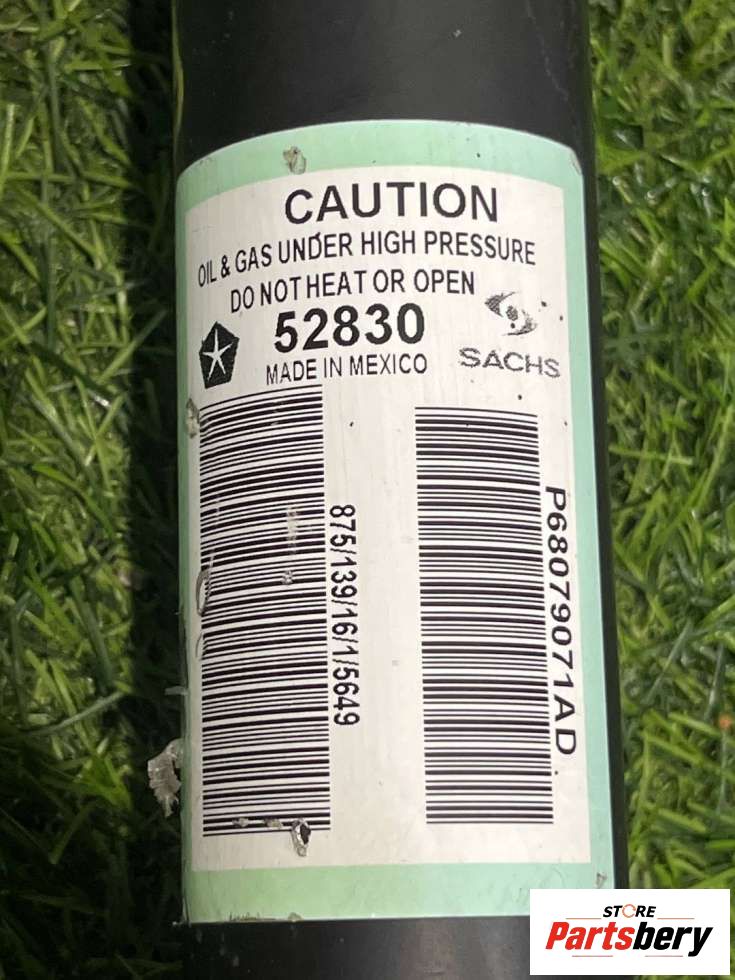 CAUTION
OIL & GAS UNDER HIGH PRESSURE
DO NOT HEAT OR OPEN
52830
MADE IN MEXICO
SACHS
875/139/16/1/5649
P68079071AD
STORE
Partsbery